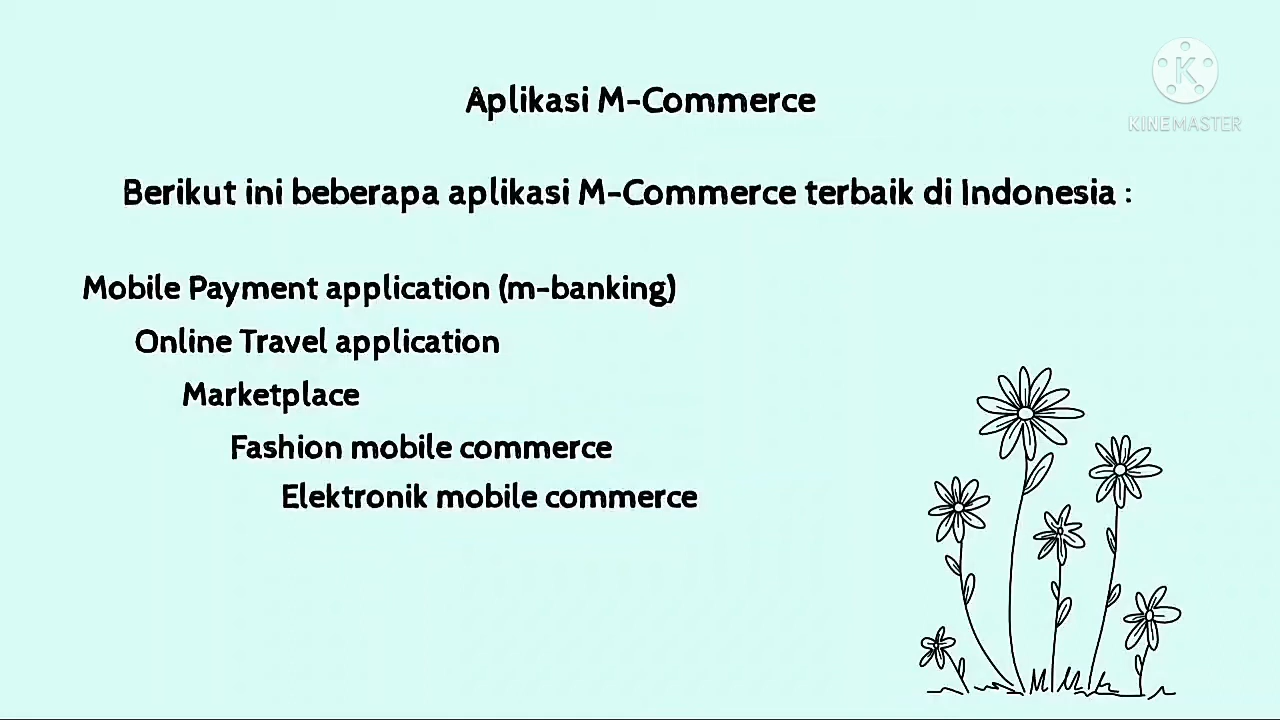 Aplikasi M-Commerce
K
KINEMASTER
Berikut ini beberapa aplikasi M-Commerce terbaik di Indonesia :
Mobile Payment application (m-banking)
Online Travel application
Marketplace
Fashion mobile commerce
Elektronik mobile commerce